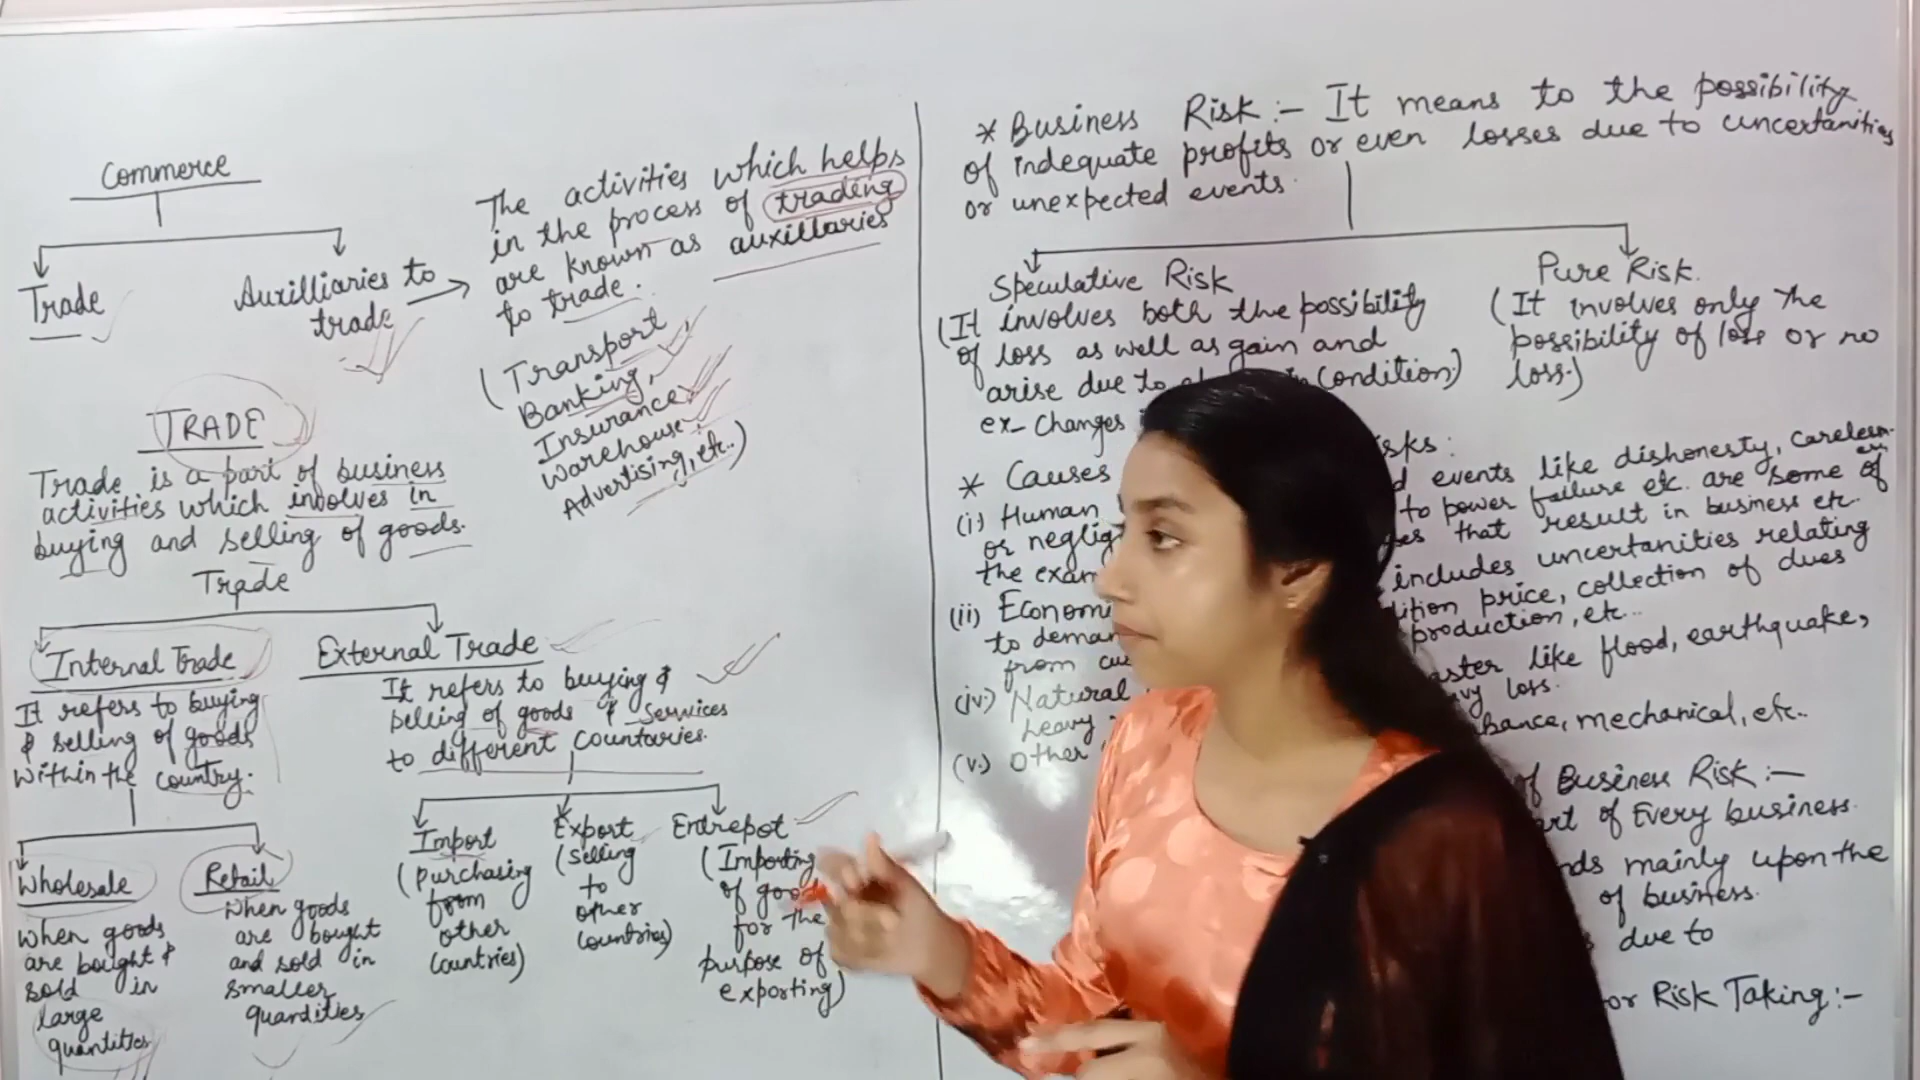 Commerce
Trade
Auxilliaries to
trade
The activities which helps
in the process of trading
are known as auxillaries
to trade.
(Transport,
Banking,
Insurance,
Warehouse,
Advertising, etc..)
TRADE
Trade is a part of business
activities which involves in
buying and selling of goods.
Trade
Internal Trade
It refers to buying
& selling of goods
within the country.
External Trade
It refers to buying &
selling of goods & services
to different countaries.
Wholesale
When goods
are bought &
sold in
large
quantities
Retail
When goods
are bought
and sold in
smaller
quantities
Import
(purchasing
from
other
countries)
Export
(selling
to
other
countries)
Entrepot
(Importing
of goods
for the
purpose of
exporting)
* Business Risk :- It means to the possibility
of indequate profits or even losses due to uncertanities
or unexpected events.
Speculative Risk
(It involves both the possibility
of loss as well as gain and
arise due to condition.)
ex- Changes
Pure Risk.
(It involves only the
possibility of loss or no
loss.)
* Causes
(i) Human events like dishonesty,
or neglig to power failure etc. are some of
the exam that result in business etc.
(ii) Economi includes uncertanities relating
to deman price, collection of dues
from production, etc..
(iv.) Natural like flood, earthquake,
heavy loss.
(v.) Other mechanical, etc..
of Business Risk :-
of Every business.
mainly upon the
of business.
due to
or Risk Taking :-